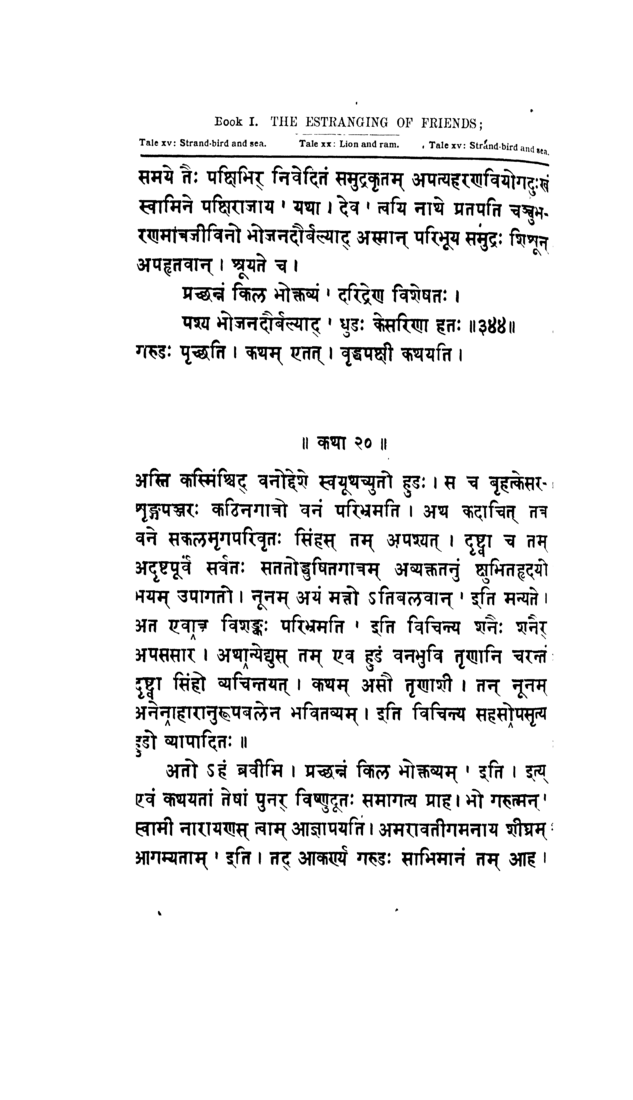 Book I. THE ESTRANGING OF FRIENDS;
Tale xv: Strand-bird and sea. Tale xx: Lion and ram. Tale xv: Strand-bird and sea.
समये तैः पक्षिभिर् निवेदितं समुद्रकृतम् अपत्यहरणवियोगदुःखं
स्वामिने पक्षिराजाय ' यथा । देव ' त्वयि नाथे प्रतपति चञ्चुभ-
रणमात्रजीविनो भोजनदौर्बल्याद् अस्मान् परिभूय समुद्रः शिशून्
अपहृतवान् । श्रूयते च ।
प्रच्छन्नं किल भोक्तव्यं ' दरिद्रेण विशेषतः ।
पश्य भोजनदौर्बल्याद् ' धुडः केसरिणा हतः ॥३४४॥
गरुडः पृच्छति । कथम् एतत् । वृद्धपक्षी कथयति ।
॥ कथा २० ॥
अस्ति कस्मिंश्चिद् वनोद्देशे स्वयूथच्युतो हुडः । स च बृहत्केसर-
शृङ्गपञ्जरः कठिनगात्रो वनं परिभ्रमति । अथ कदाचित् तत्र
वने सकलमृगपरिवृतः सिंहस् तम् अपश्यत् । दृष्ट्वा च तम्
अदृष्टपूर्वं सर्वतः सततोद्धुषितगात्रम् अव्यक्ततनुं क्षुभितहृदयो
भयम् उपागतो । नूनम् अयं मत्तो ऽतिबलवान् ' इति मन्यते ।
अत एवात्र विशङ्कः परिभ्रमति ' इति विचिन्त्य शनैः शनैर्
अपससार । अथान्येद्युस् तम् एव हुडं वनभुवि तृणानि चरन्तं
दृष्ट्वा सिंहो व्यचिन्तयत् । कथम् असौ तृणाशी । तन् नूनम्
अनेनाहारानुरूपबलेन भवितव्यम् । इति विचिन्त्य सहसोपसृत्य
हुडो व्यापादितः ॥
अतो ऽहं ब्रवीमि । प्रच्छन्नं किल भोक्तव्यम् ' इति । इत्य्
एवं कथयतां तेषां पुनर् विष्णुदूतः समागत्य प्राह । भो गरुत्मन् '
स्वामी नारायणस् त्वाम् आज्ञापयति । अमरावतीगमनाय शीघ्रम्
आगम्यताम् ' इति । तद् आकर्ण्य गरुडः साभिमानं तम् आह ।